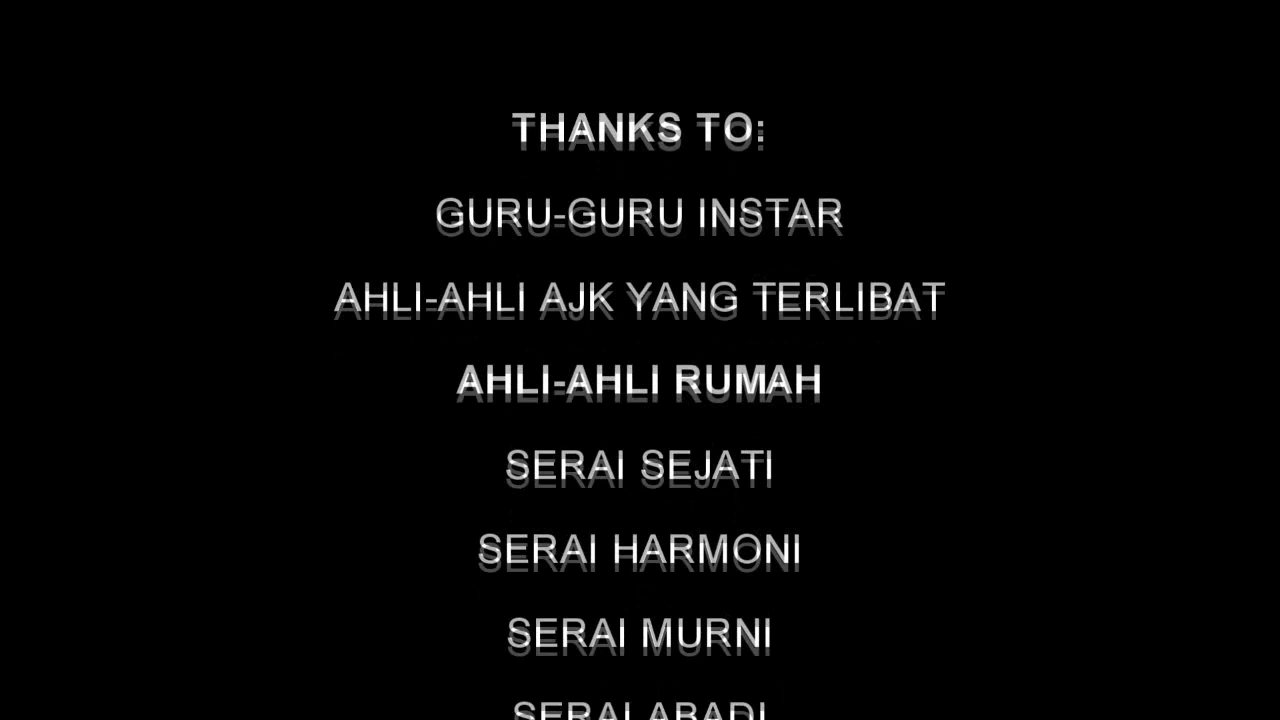 THANKS TO:
GURU-GURU INSTAR
AHLI-AHLI AJK YANG TERLIBAT
AHLI-AHLI RUMAH
SERAI SEJATI
SERAI HARMONI
SERAI MURNI
SERAI ABADI